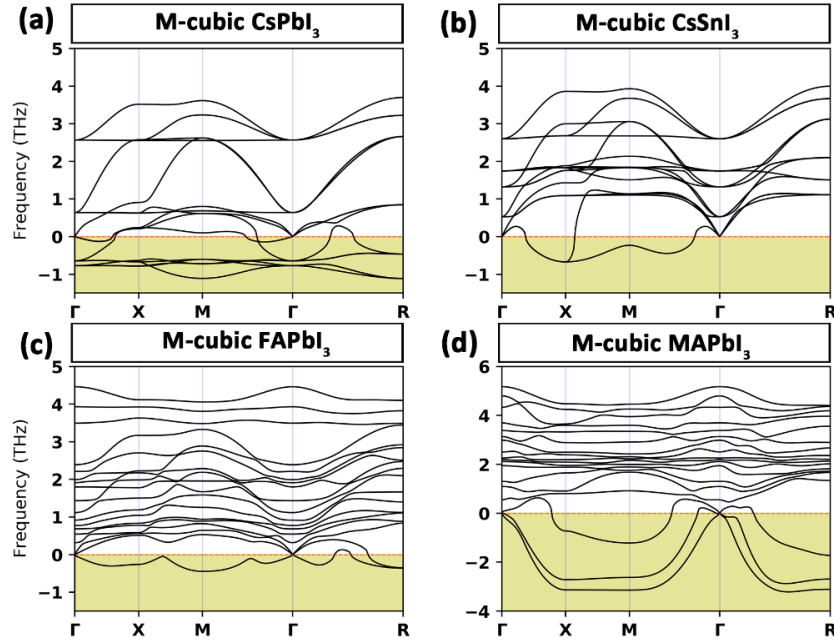 (a) M-cubic CsPbI3
5
4
3
2
1
0
−1
Frequency (THz)
Γ X M Γ R
(b) M-cubic CsSnI3
5
4
3
2
1
0
−1
Γ X M Γ R
(c) M-cubic FAPbI3
5
4
3
2
1
0
−1
Frequency (THz)
Γ X M Γ R
(d) M-cubic MAPbI3
6
4
2
0
−2
−4
Γ X M Γ R